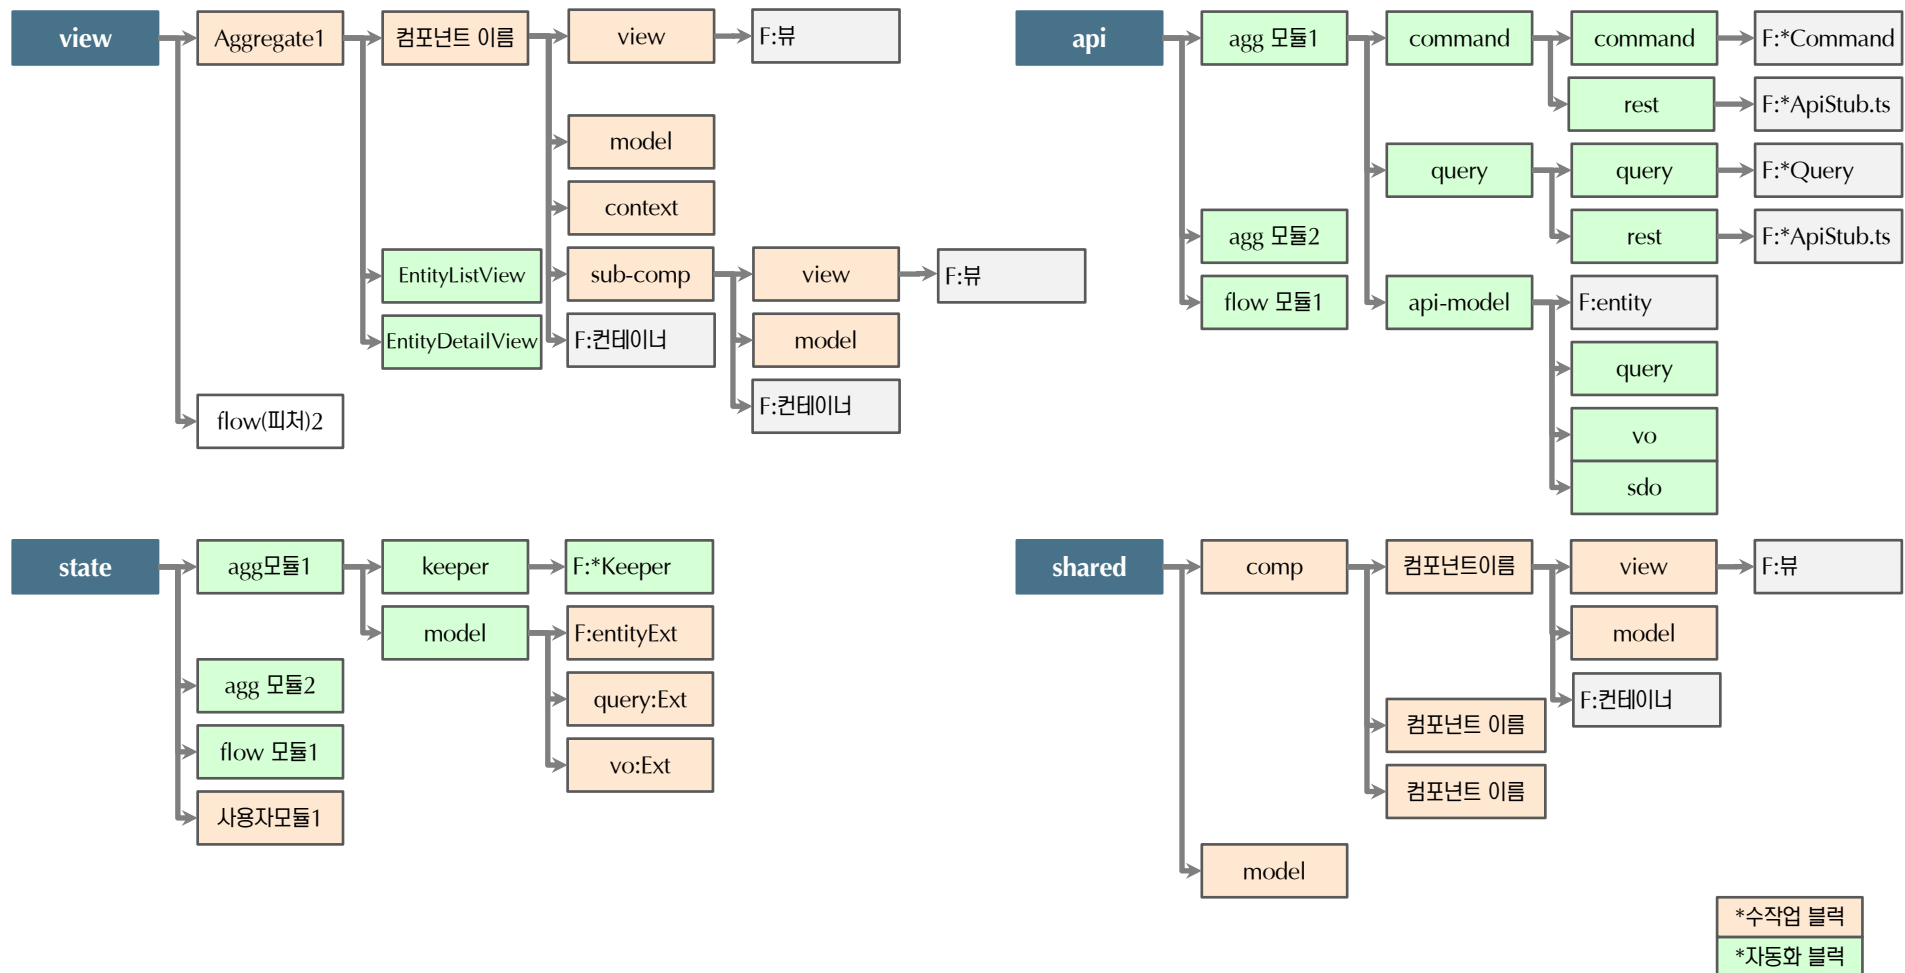 view
Aggregate1
컴포넌트 이름
view
F:뷰
model
context
EntityListView
sub-comp
view
F:뷰
EntityDetailView
F:컨테이너
model
F:컨테이너
flow(피처)2
api
agg 모듈1
command
command
F:*Command
rest
F:*ApiStub.ts
query
query
F:*Query
agg 모듈2
rest
F:*ApiStub.ts
flow 모듈1
api-model
F:entity
query
vo
sdo
state
agg모듈1
keeper
F:*Keeper
model
F:entityExt
agg 모듈2
query:Ext
flow 모듈1
vo:Ext
사용자모듈1
shared
comp
컴포넌트이름
view
F:뷰
model
F:컨테이너
컴포넌트 이름
컴포넌트 이름
model
*수작업 블럭
*자동화 블럭